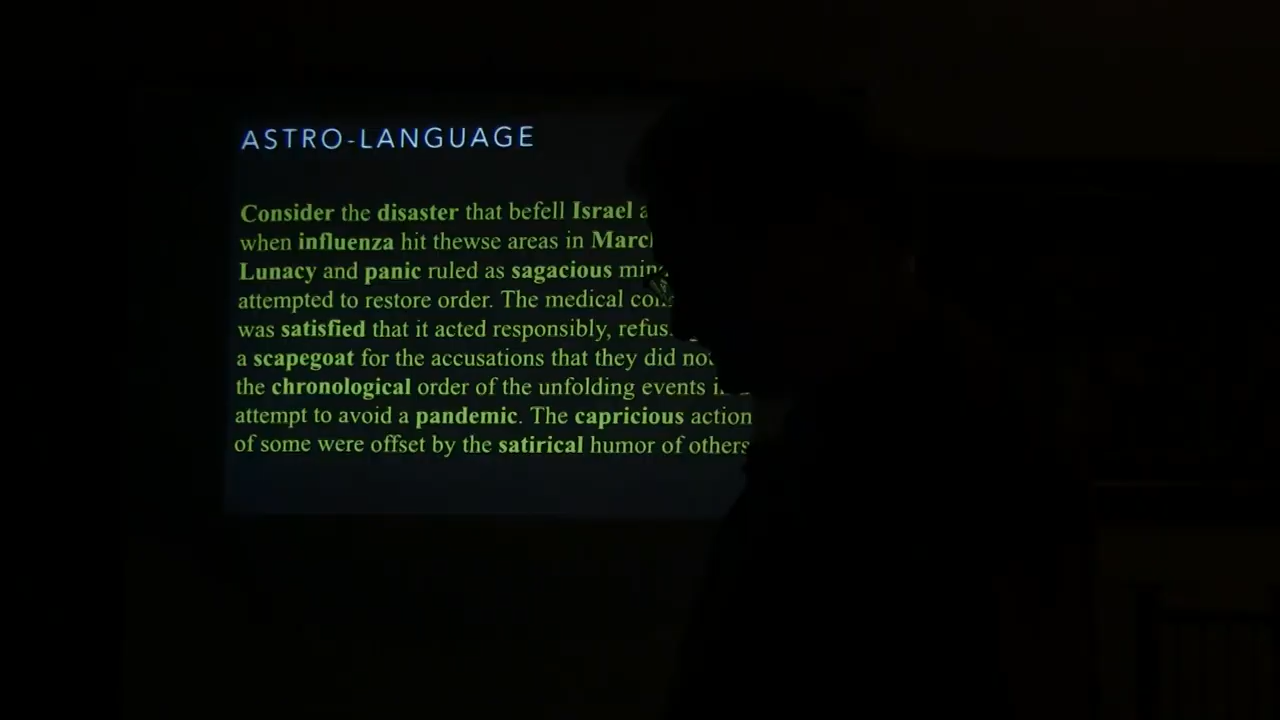 ASTRO-LANGUAGE
Consider the disaster that befell Israel
when influenza hit thewse areas in
Lunacy and panic ruled as sagacious
attempted to restore order. The medical
was satisfied that it acted responsibly,
a scapegoat for the accusations that they did
the chronological order of the unfolding events
attempt to avoid a pandemic. The capricious action
of some were offset by the satirical humor of others